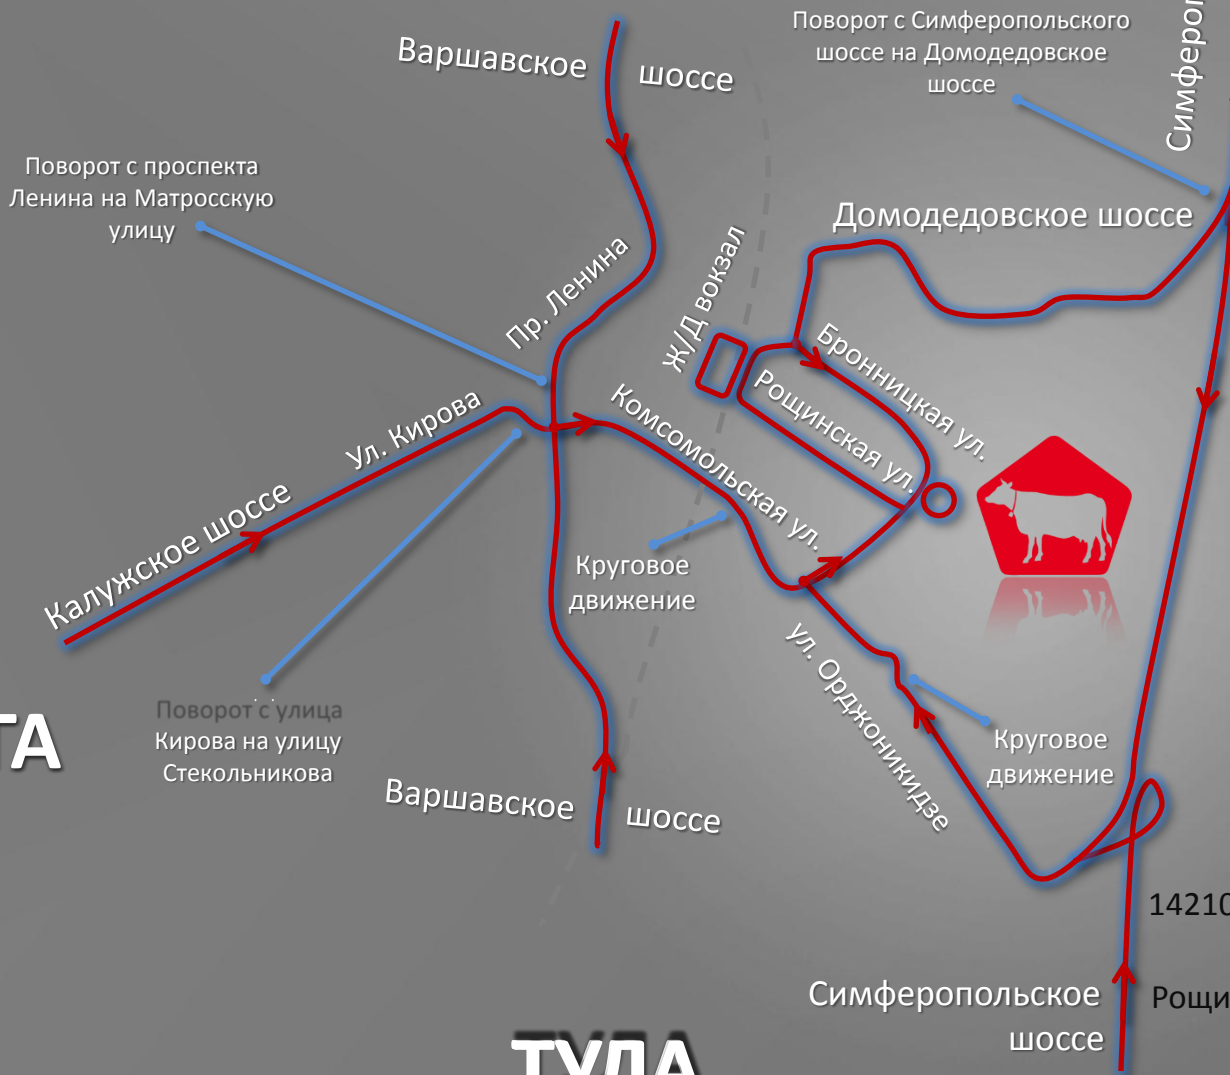 Поворот с Симферопольского
шоссе на Домодедовское
шоссе
Варшавское шоссе
Поворот с проспекта
Ленина на Матросскую
улицу
Домодедовское шоссе
Пр. Ленина
Ж/Д вокзал
Бронницкая ул.
Рощинская ул.
Ул. Кирова
Комсомольская ул.
Калужское шоссе
Круговое
движение
ул. Орджоникидзе
Поворот с улица
Кирова на улицу
Стекольникова
Круговое
движение
Варшавское шоссе
Симферопольское
шоссе
ТУЛА